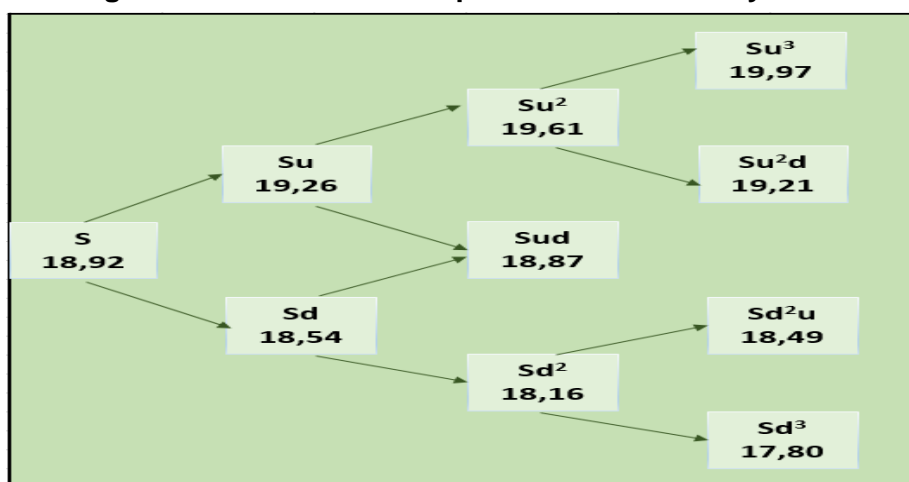 Su³
19,97
Su²
19,61
Su
19,26
Su²d
19,21
S
18,92
Sud
18,87
Sd
18,54
Sd²u
18,49
Sd²
18,16
Sd³
17,80